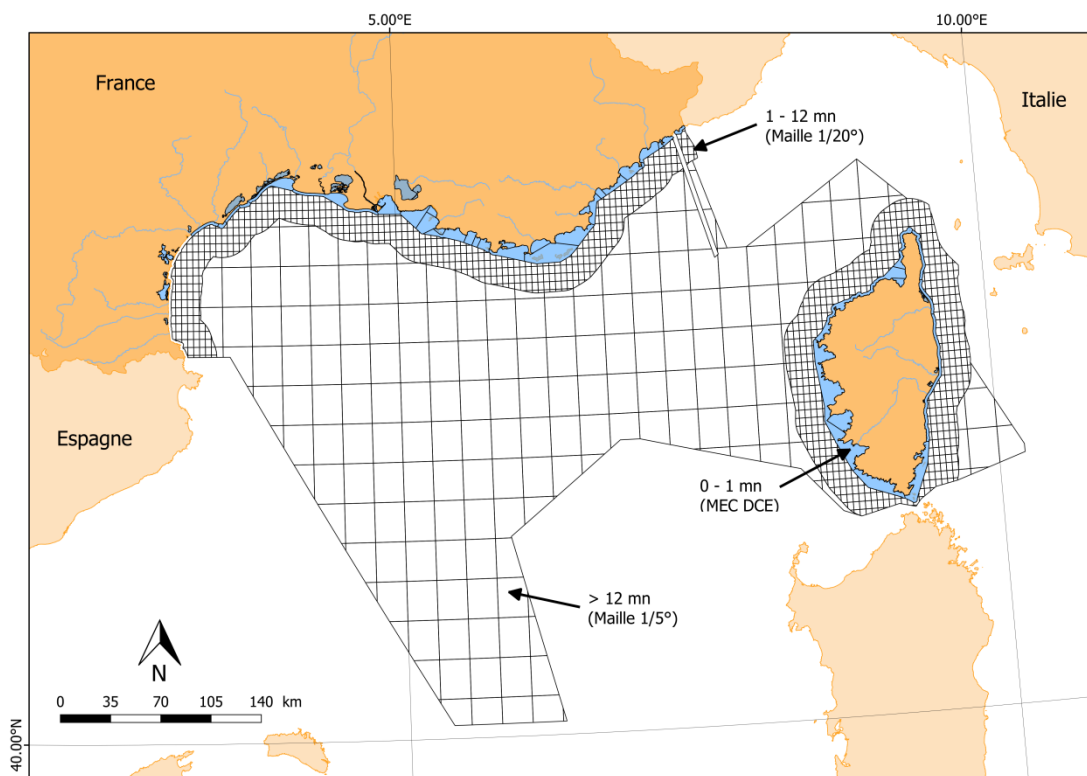 5.00°E
10.00°E
France
Italie
1 - 12 mn
(Maille 1/20°)
Espagne
0 - 1 mn
(MEC DCE)
> 12 mn
(Maille 1/5°)
N
0 35 70 105 140 km
40.00°N